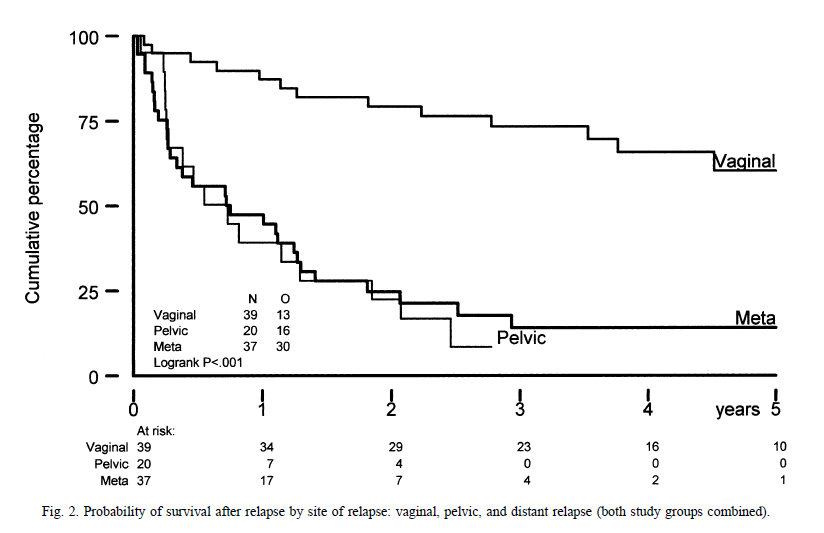 100
75
50
25
0
Cumulative percentage
Vaginal
Meta
Pelvic
N O
Vaginal 39 13
Pelvic 20 16
Meta 37 30
Logrank P<.001
0 1 2 3 4 years 5
At risk:
Vaginal 39 34 29 23 16 10
Pelvic 20 7 4 0 0 0
Meta 37 17 7 4 2 1
Fig. 2. Probability of survival after relapse by site of relapse: vaginal, pelvic, and distant relapse (both study groups combined).